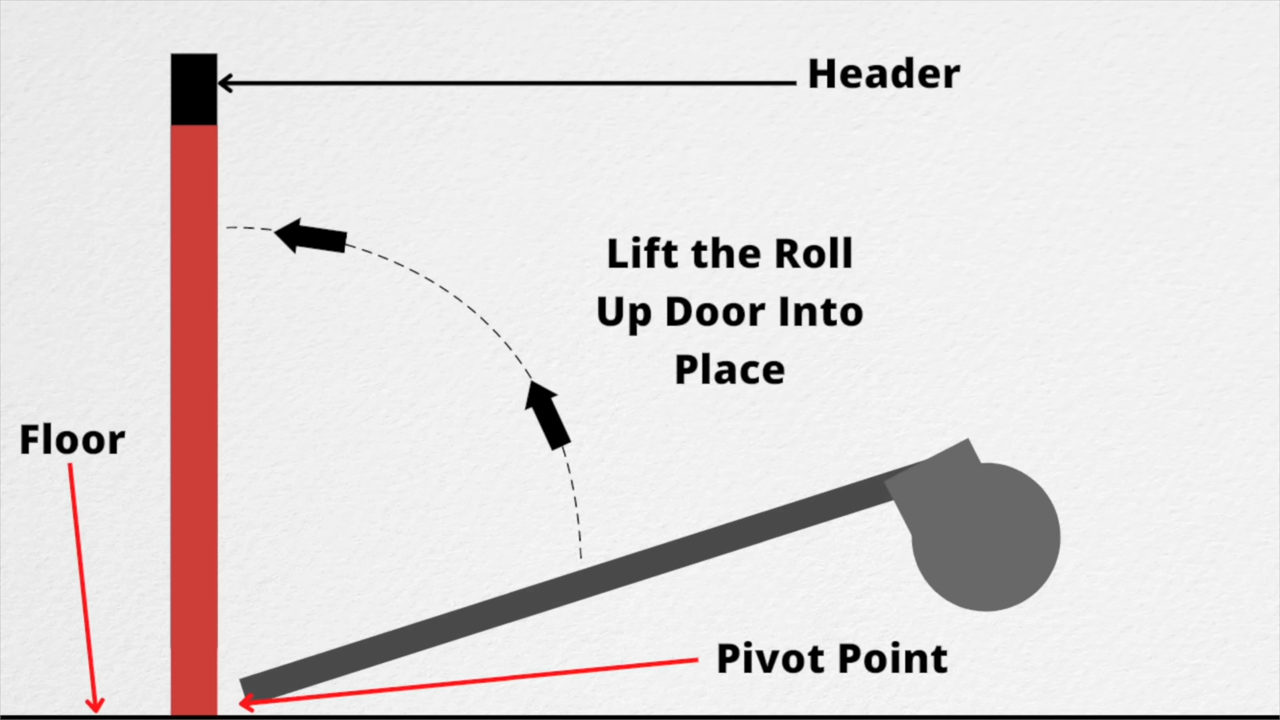 Header
Lift the Roll
Up Door Into
Place
Floor
Pivot Point